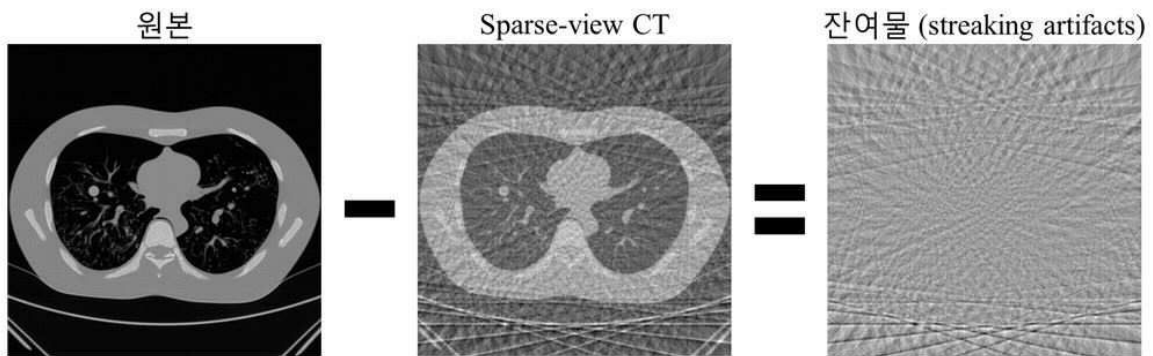 원본
Sparse-view CT
잔여물 (streaking artifacts)